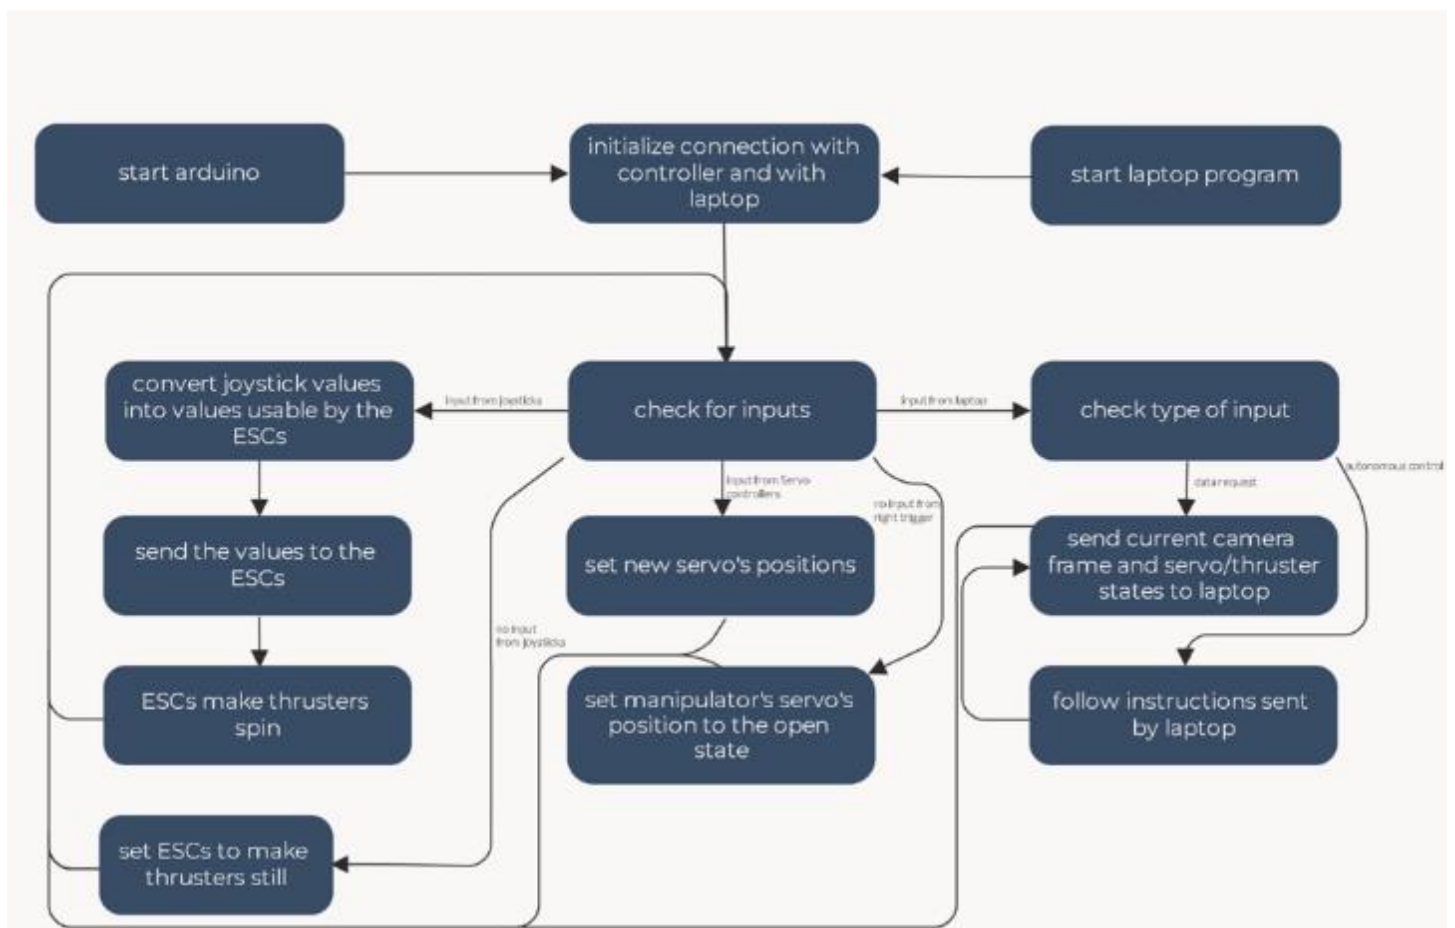 start arduino
initialize connection with
controller and with
laptop
start laptop program
convert joystick values
into values usable by the
ESCs
input from joysticks
check for inputs
input from laptop
check type of input
autonomous control
input from Servo
controllers
data request
no input from
right trigger
send the values to the
ESCs
set new servo's positions
send current camera
frame and servo/thruster
states to laptop
no input
from joysticks
ESCs make thrusters
spin
set manipulator's servo's
position to the open
state
follow instructions sent
by laptop
set ESCs to make
thrusters still